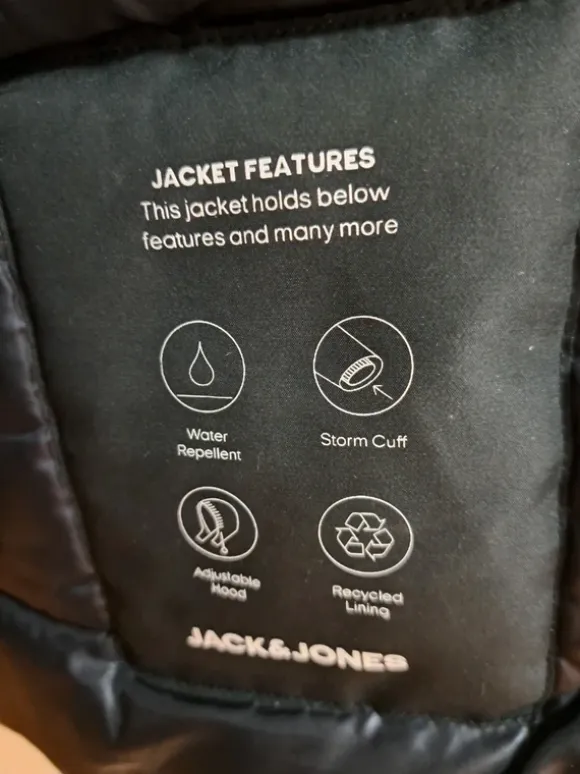 JACKET FEATURES
This jacket holds below
features and many more
Water
Repellent
Storm Cuff
Adjustable
Hood
Recycled
Lining
JACK&JONES